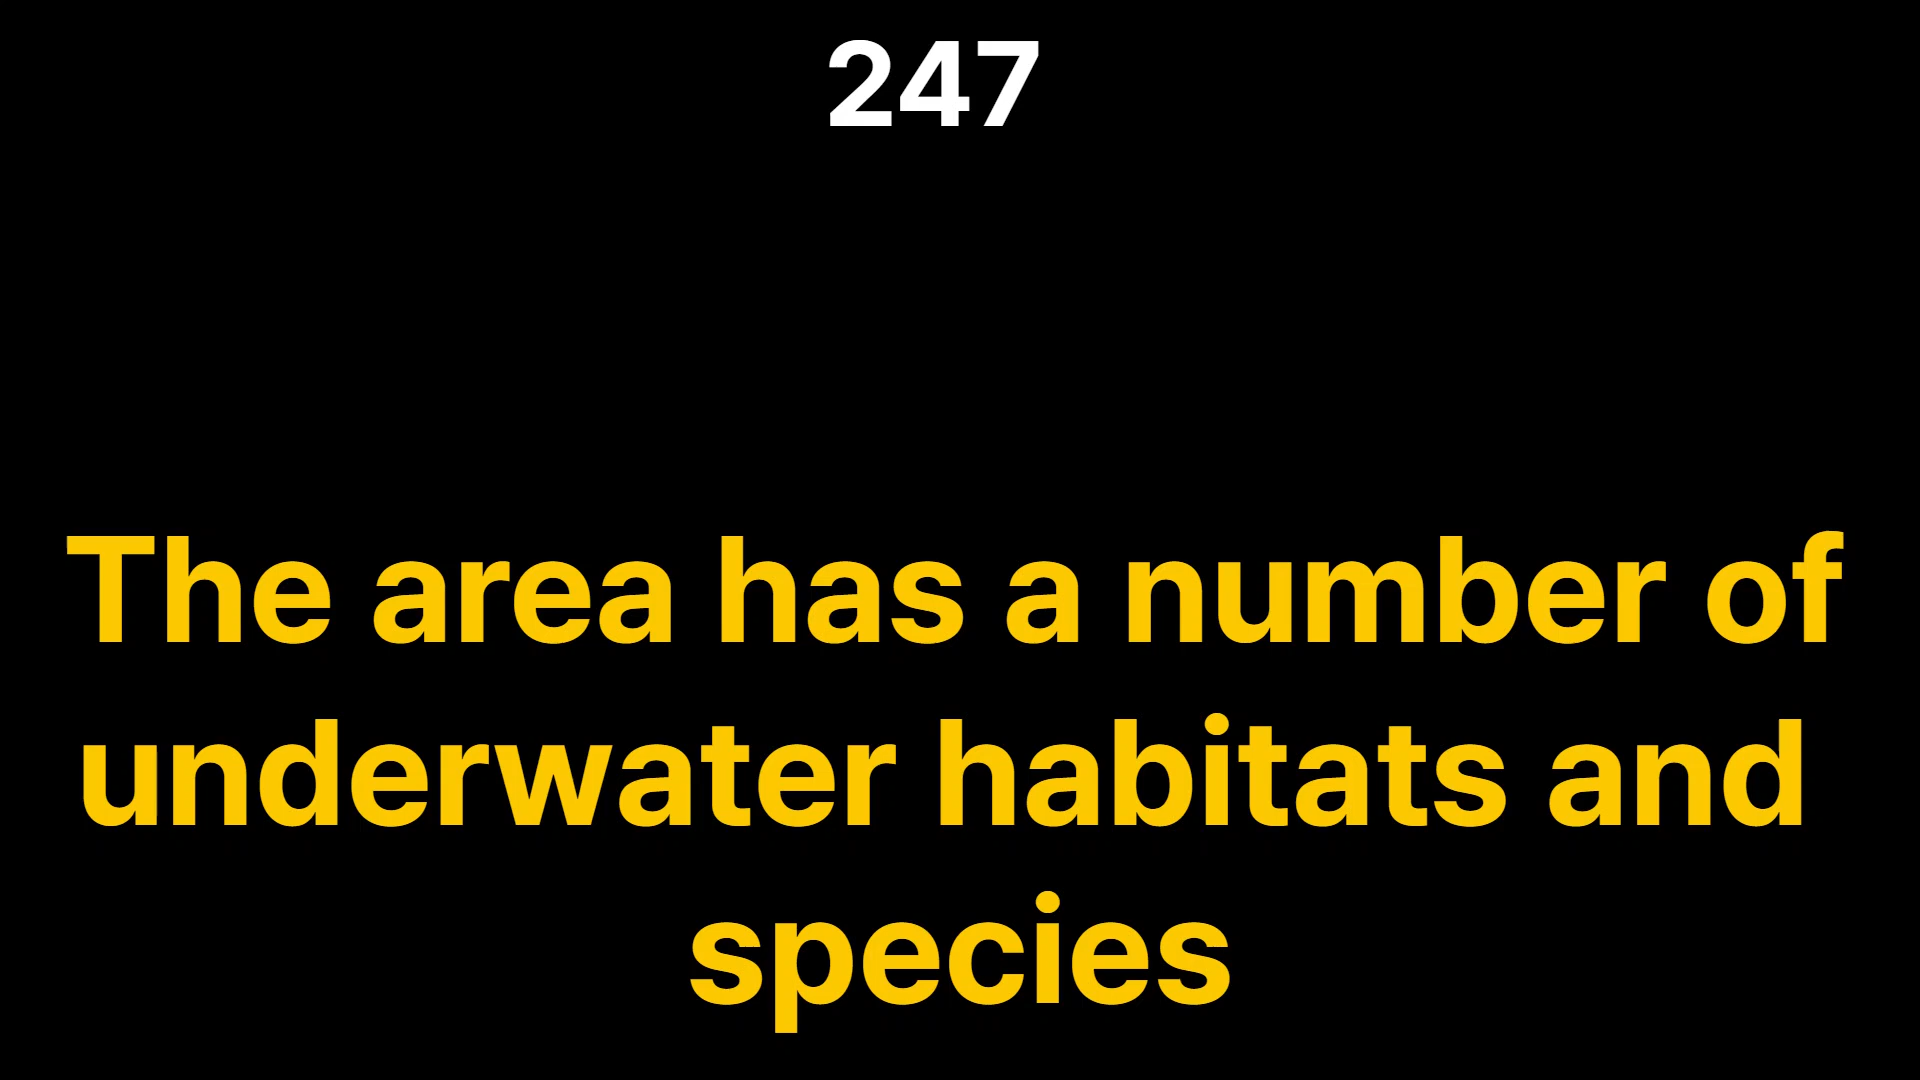 247
The area has a number of
underwater habitats and
species